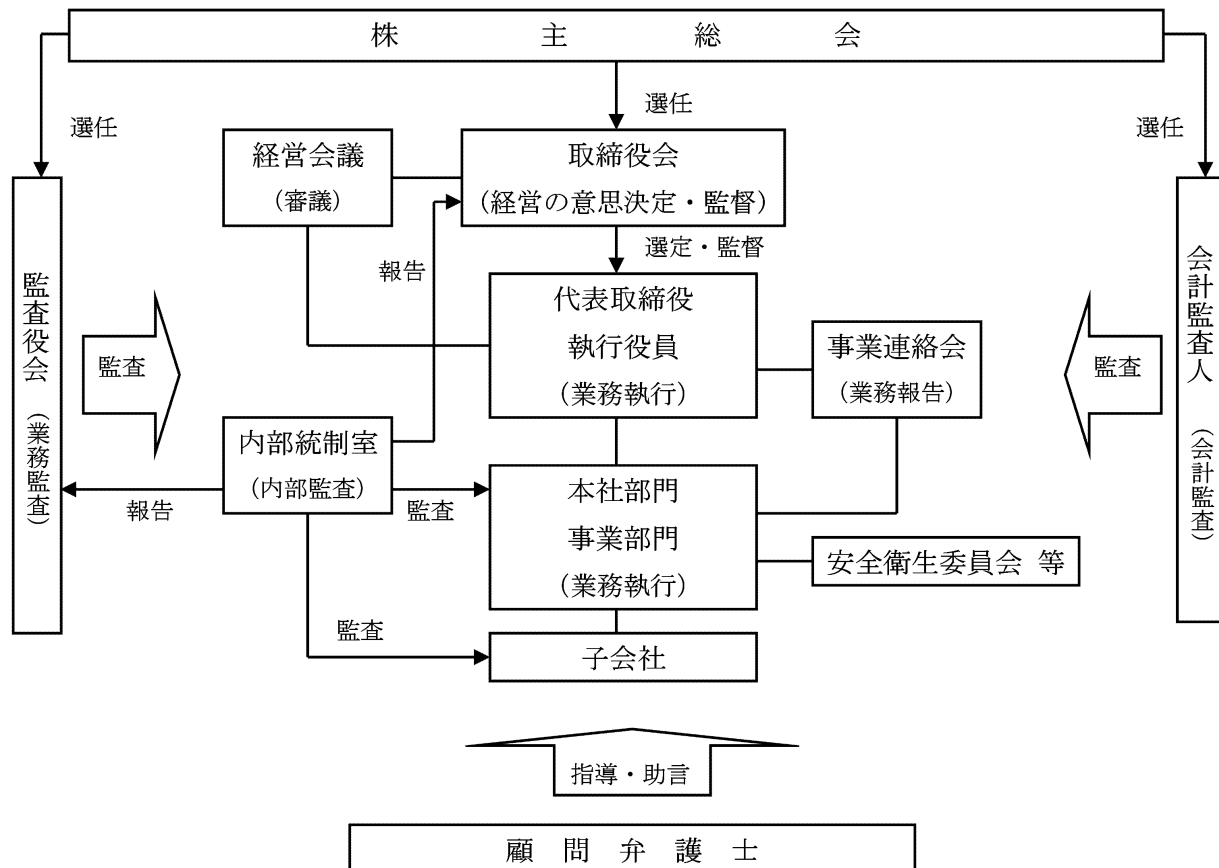 株 主 総 会
選任
選任
選任
経営会議
(審議)
取締役会
(経営の意思決定・監督)
選定・監督
報告
監査役会 (業務監査)
監査
代表取締役
執行役員
(業務執行)
事業連絡会
(業務報告)
監査
会計監査人 (会計監査)
内部統制室
(内部監査)
報告
監査
本社部門
事業部門
(業務執行)
安全衛生委員会 等
監査
子会社
指導・助言
顧 問 弁 護 士